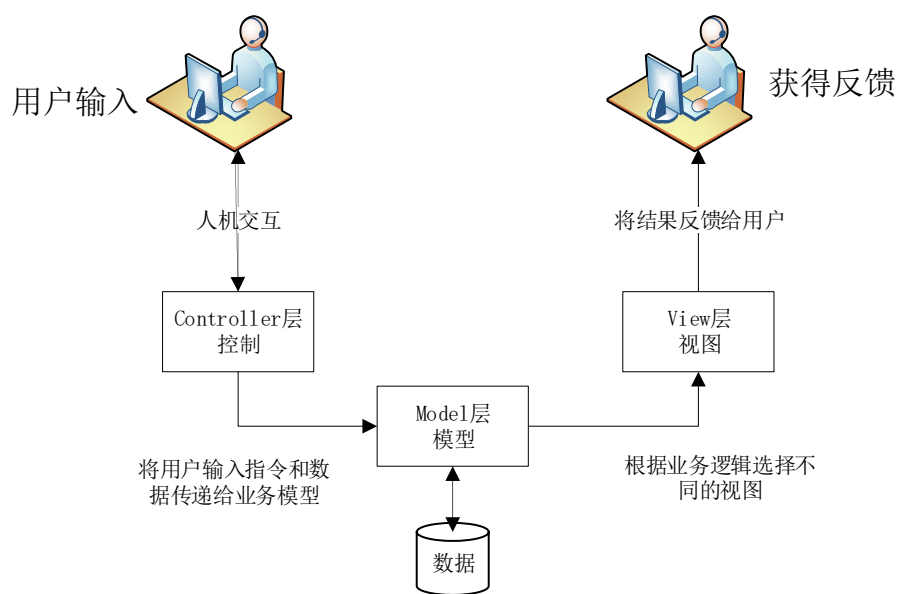 用户输入
获得反馈
人机交互
将结果反馈给用户
Controller层
控制
View层
视图
Model层
模型
将用户输入指令和数
据传递给业务模型
根据业务逻辑选择不
同的视图
数据